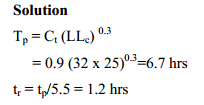 Solution
Tp = Ct (LLc) 0.3
= 0.9 (32 x 25)0.3=6.7 hrs
tr = tp/5.5 = 1.2 hrs